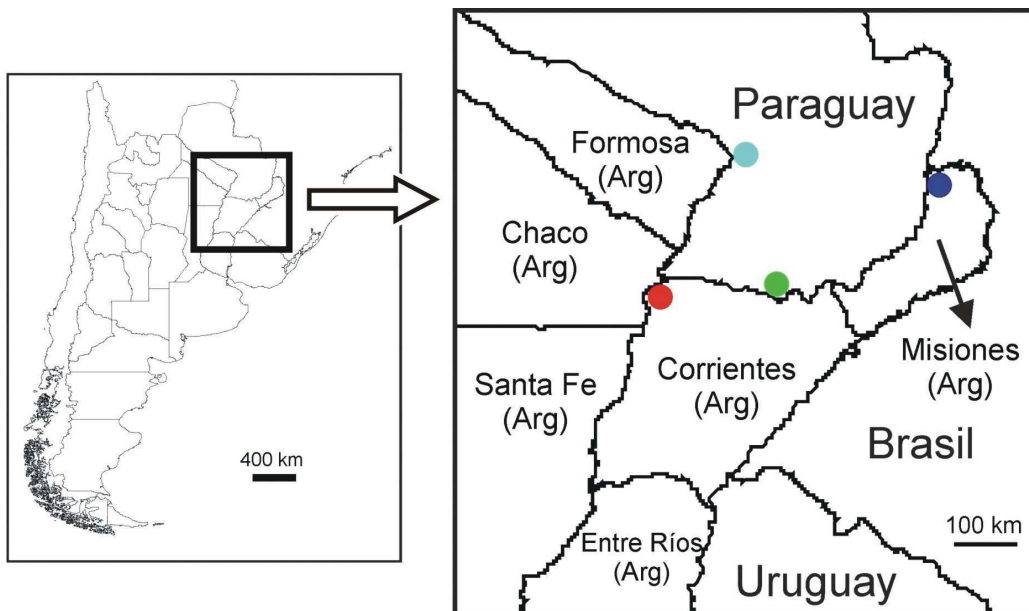 400 km
Paraguay
Formosa
(Arg)
Chaco
(Arg)
Misiones
(Arg)
Corrientes
(Arg)
Santa Fe
(Arg)
Brasil
100 km
Entre Ríos
(Arg)
Uruguay